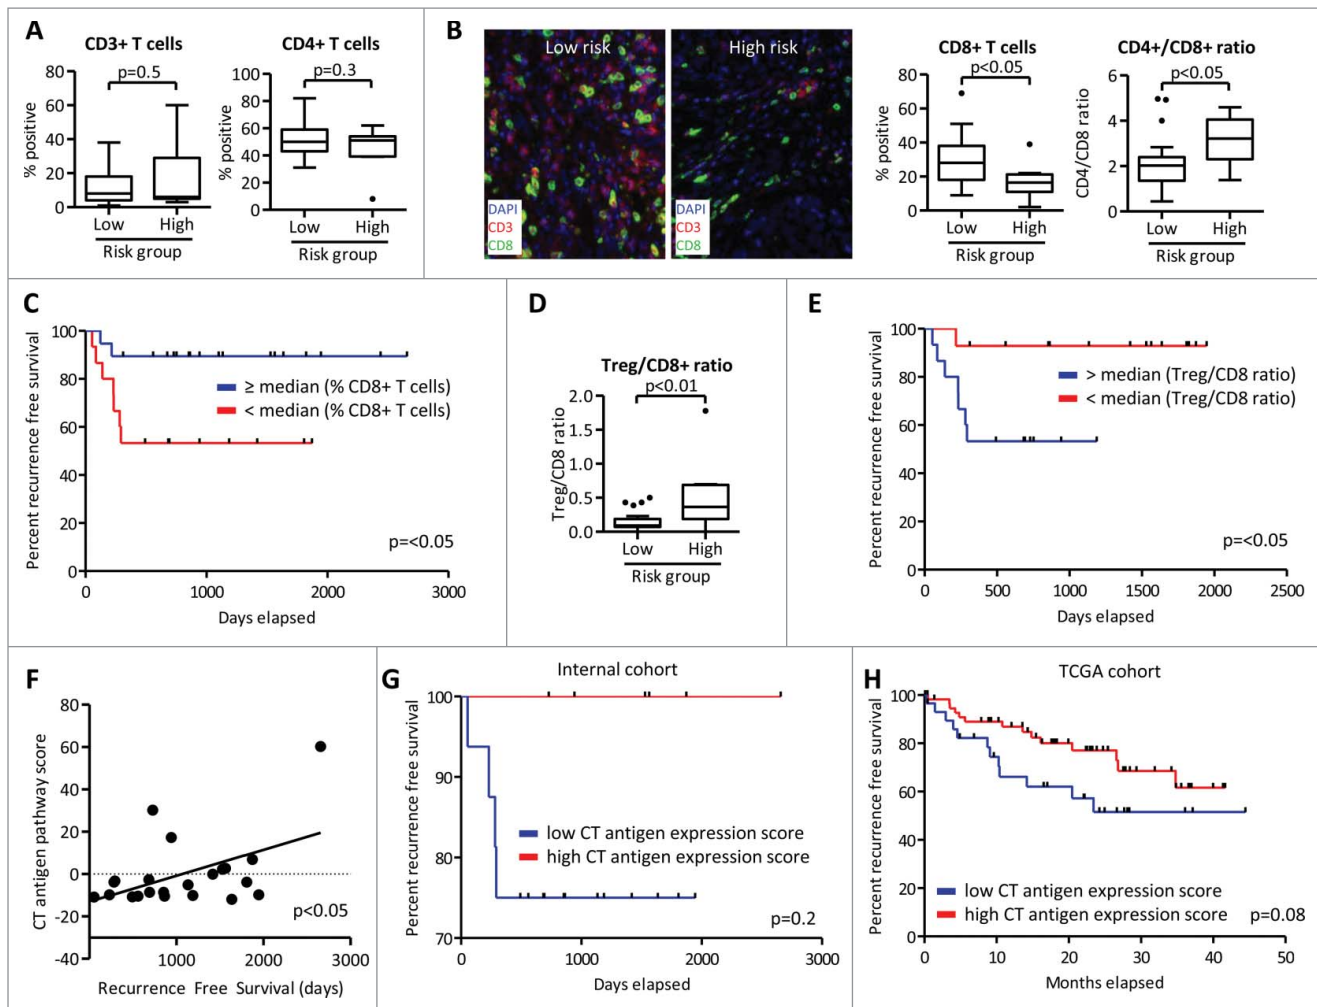 A
CD3+ T cells
p=0.5
80
60
40
20
0
% positive
Low
High
Risk group
CD4+ T cells
p=0.3
100
80
60
40
20
0
% positive
Low
High
Risk group
B
Low risk
DAPI
CD3
CD8
High risk
DAPI
CD3
CD8
CD8+ T cells
p<0.05
80
60
40
20
0
% positive
Low
High
Risk group
CD4+/CD8+ ratio
p<0.05
6
4
2
0
CD4/CD8 ratio
Low
High
Risk group
C
Percent recurrence free survival
100
80
60
40
20
0
≥ median (% CD8+ T cells)
< median (% CD8+ T cells)
p=<0.05
0
1000
2000
3000
Days elapsed
D
Treg/CD8+ ratio
p<0.01
2.0
1.5
1.0
0.5
0.0
Treg/CD8 ratio
Low
High
Risk group
E
Percent recurrence free survival
100
80
60
40
20
0
> median (Treg/CD8 ratio)
< median (Treg/CD8 ratio)
p=<0.05
0
500
1000
1500
2000
2500
Days elapsed
F
CT antigen pathway score
80
60
40
20
0
-20
-40
p<0.05
1000
2000
3000
Recurrence Free Survival (days)
G
Internal cohort
Percent recurrence free survival
100
90
80
70
low CT antigen expression score
high CT antigen expression score
p=0.2
0
1000
2000
3000
Days elapsed
H
TCGA cohort
Percent recurrence free survival
100
80
60
40
20
0
low CT antigen expression score
high CT antigen expression score
p=0.08
0
10
20
30
40
50
Months elapsed